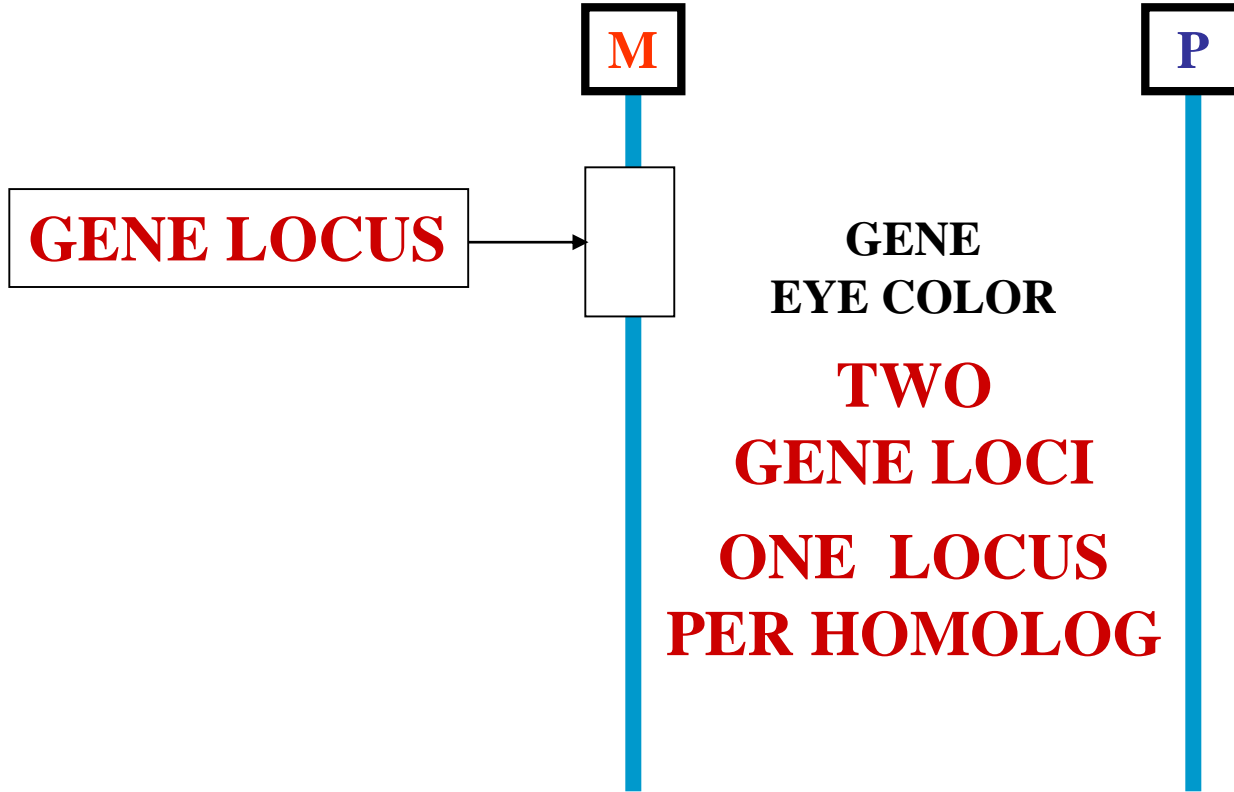 M
P
GENE LOCUS
GENE
EYE COLOR
TWO
GENE LOCI
ONE LOCUS
PER HOMOLOG